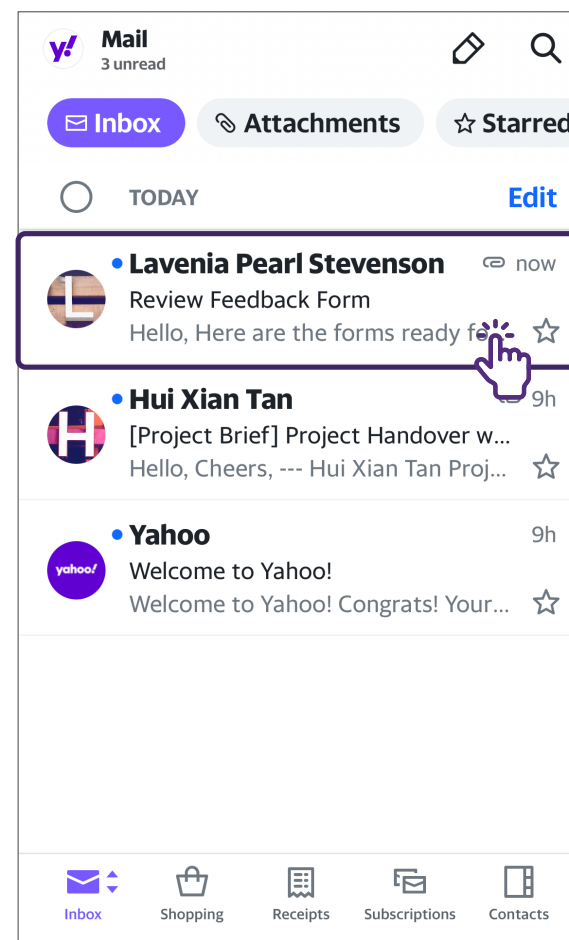 y!
Mail
3 unread
Inbox
Attachments
Starred
TODAY
Edit
L
Lavenia Pearl Stevenson
now
Review Feedback Form
Hello, Here are the forms ready fo
H
Hui Xian Tan
9h
[Project Brief] Project Handover w...
Hello, Cheers, --- Hui Xian Tan Proj...
yahoo!
Yahoo
9h
Welcome to Yahoo!
Welcome to Yahoo! Congrats! Your...
Inbox
Shopping
Receipts
Subscriptions
Contacts